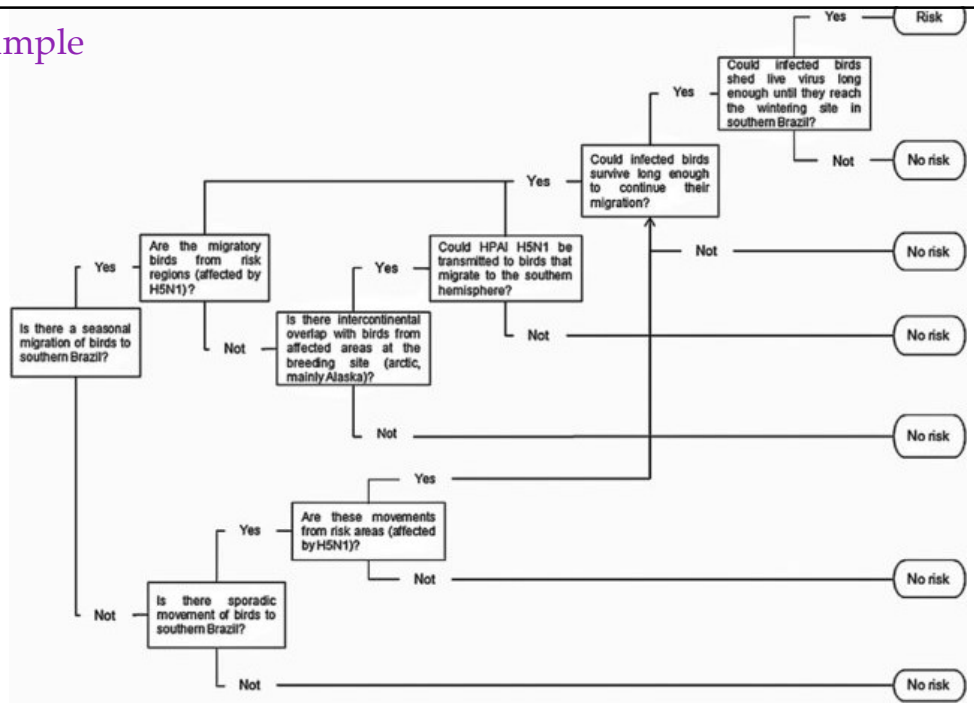 Yes
Risk
mple
Could infected birds
shed live virus long
enough until they reach
the wintering site in
southern Brazil?
Yes
Not
No risk
Could infected birds
survive long enough
to continue their
migration?
Yes
Not
No risk
Are the migratory
birds from risk
regions (affected by
H5N1)?
Could HPAI H5N1 be
transmitted to birds that
migrate to the southern
hemisphere?
Yes
Yes
Is there a seasonal
migration of birds to
southern Brazil?
Is there intercontinental
overlap with birds from
affected areas at the
breeding site (arctic,
mainly Alaska)?
Not
Not
No risk
Not
No risk
Yes
Are these movements
from risk areas (affected
by H5N1)?
Yes
Not
No risk
Is there sporadic
movement of birds to
southern Brazil?
Not
Not
No risk